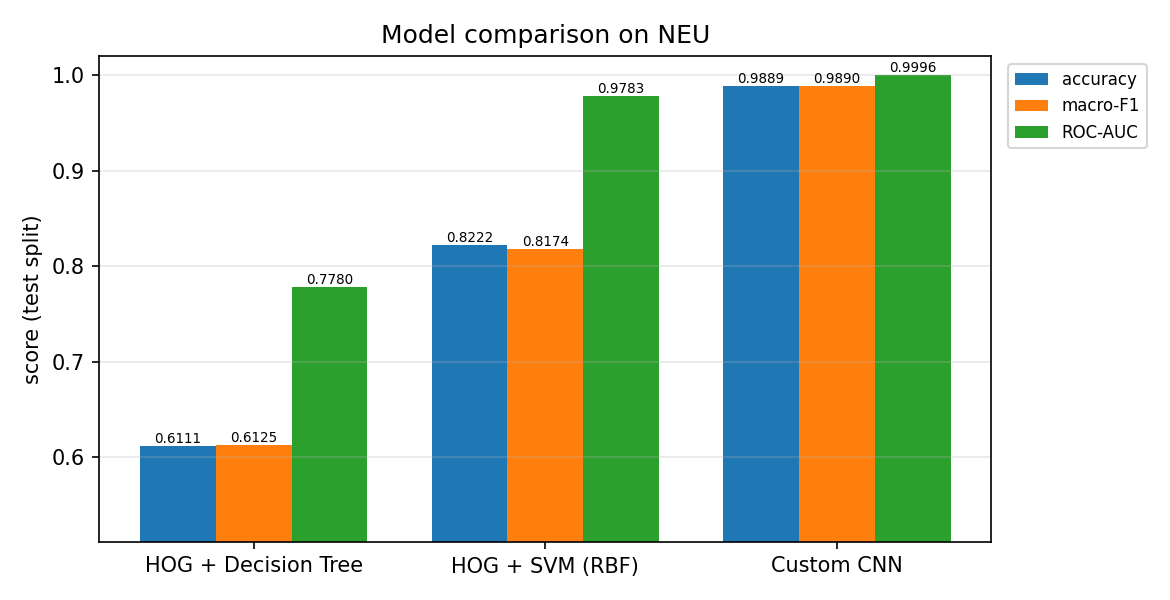 Model comparison on NEU
accuracy
macro-F1
ROC-AUC
score (test split)
1.0
0.9
0.8
0.7
0.6
0.6111
0.6125
0.7780
0.8222
0.8174
0.9783
0.9889
0.9890
0.9996
HOG + Decision Tree
HOG + SVM (RBF)
Custom CNN